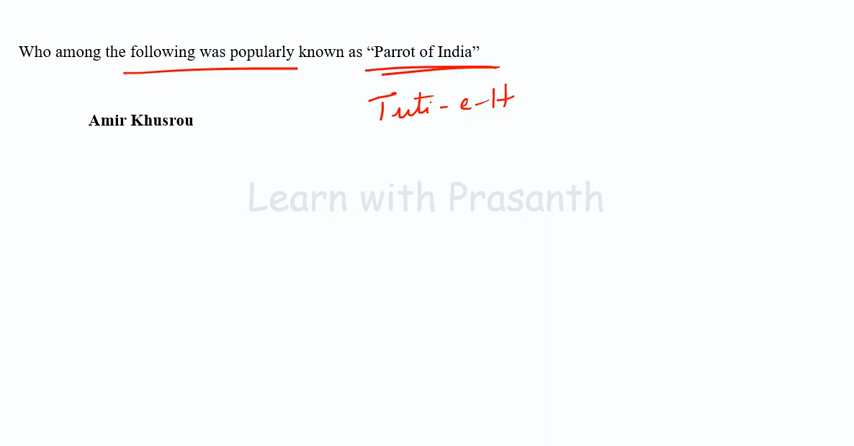 Who among the following was popularly known as “Parrot of India”
Tuti-e-H
Amir Khusrou
Learn with Prasanth